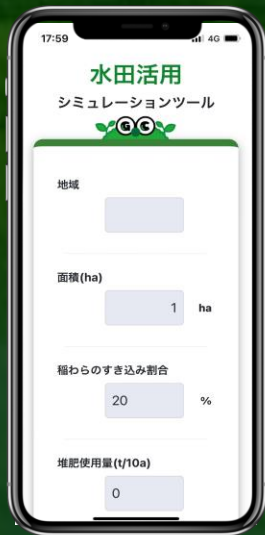 17:59
4G
水田活用
シミュレーションツール
GC
地域
面積(ha)
1 ha
稲わらのすき込み割合
20 %
堆肥使用量(t/10a)
0